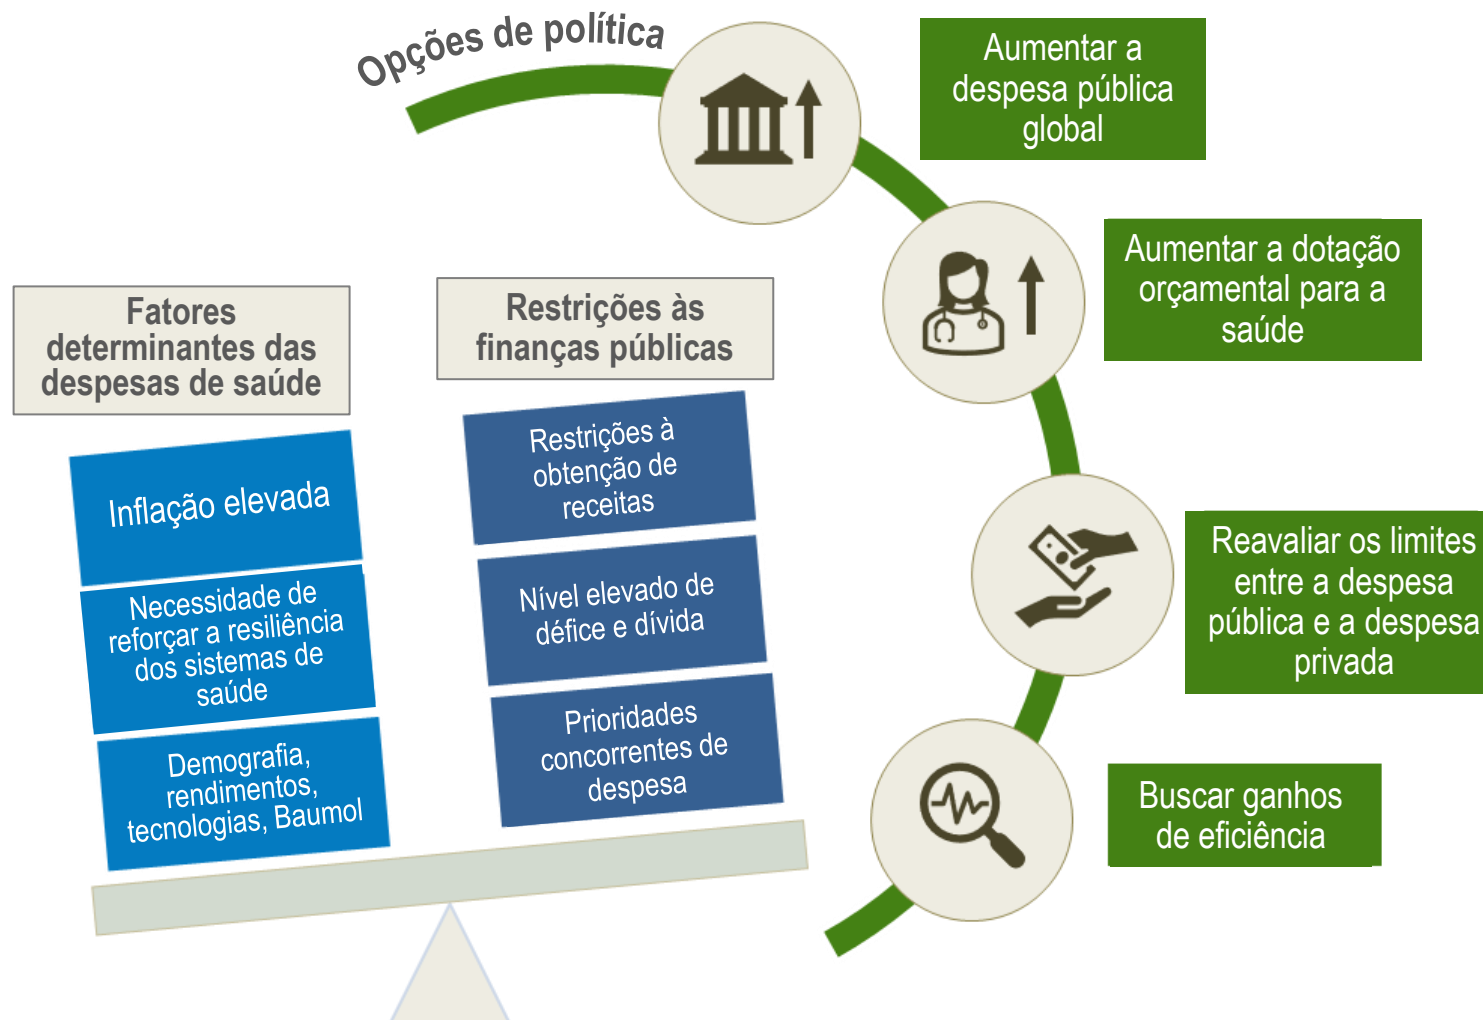 Opções de política
Aumentar a
despesa pública
global
Aumentar a dotação
orçamental para a
saúde
Reavaliar os limites
entre a despesa
pública e a despesa
privada
Buscar ganhos
de eficiência
Fatores
determinantes das
despesas de saúde
Inflação elevada
Necessidade de
reforçar a resiliência
dos sistemas de
saúde
Demografia,
rendimentos,
tecnologias, Baumol
Restrições às
finanças públicas
Restrições à
obtenção de
receitas
Nível elevado de
défice e dívida
Prioridades
concorrentes de
despesa